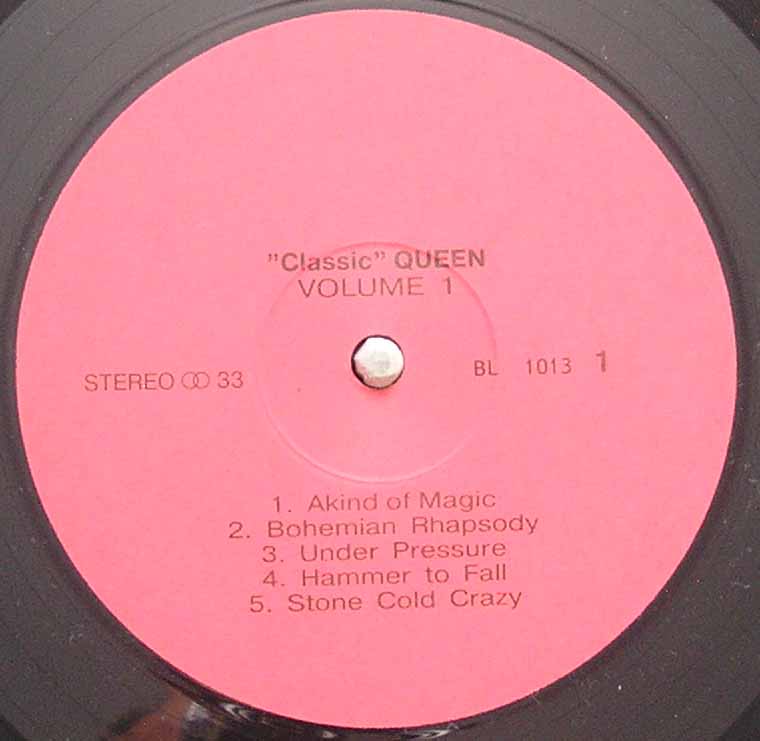 ”Classic” QUEEN
VOLUME 1
STEREO 33
BL 1013 1
1. Akind of Magic
2. Bohemian Rhapsody
3. Under Pressure
4. Hammer to Fall
5. Stone Cold Crazy